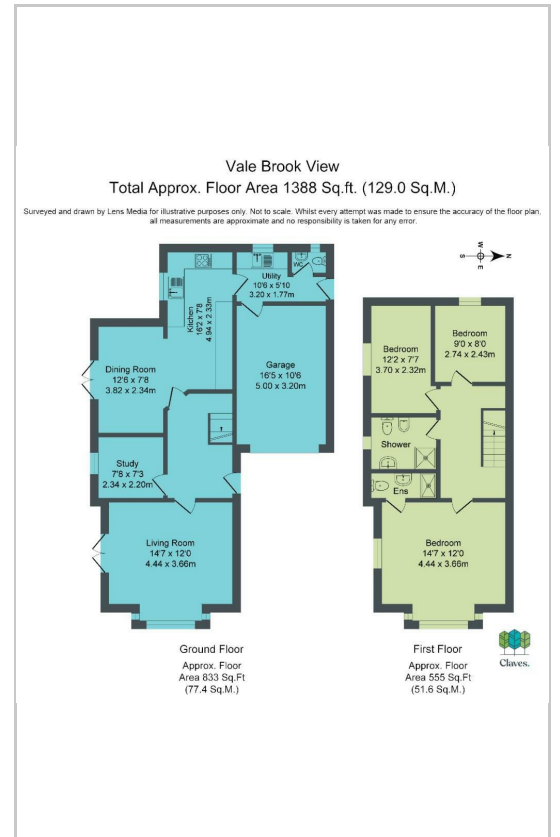 Vale Brook View
Total Approx. Floor Area 1388 Sq.ft. (129.0 Sq.M.)
Surveyed and drawn by Lens Media for illustrative purposes only. Not to scale. Whilst every attempt was made to ensure the accuracy of the floor plan,
all measurements are approximate and no responsibility is taken for any error.
W
S N
E
WC
Utility
10'6 x 5'10
3.20 x 1.77m
Kitchen
16'2 x 7'8
4.94 x 2.33m
Garage
16'5 x 10'6
5.00 x 3.20m
Dining Room
12'6 x 7'8
3.82 x 2.34m
Study
7'8 x 7'3
2.34 x 2.20m
Living Room
14'7 x 12'0
4.44 x 3.66m
Ground Floor
Approx. Floor
Area 833 Sq.Ft
(77.4 Sq.M.)
Bedroom
9'0 x 8'0
2.74 x 2.43m
Bedroom
12'2 x 7'7
3.70 x 2.32m
Shower
Ens
Bedroom
14'7 x 12'0
4.44 x 3.66m
First Floor
Approx. Floor
Area 555 Sq.Ft
(51.6 Sq.M.)
Claves.